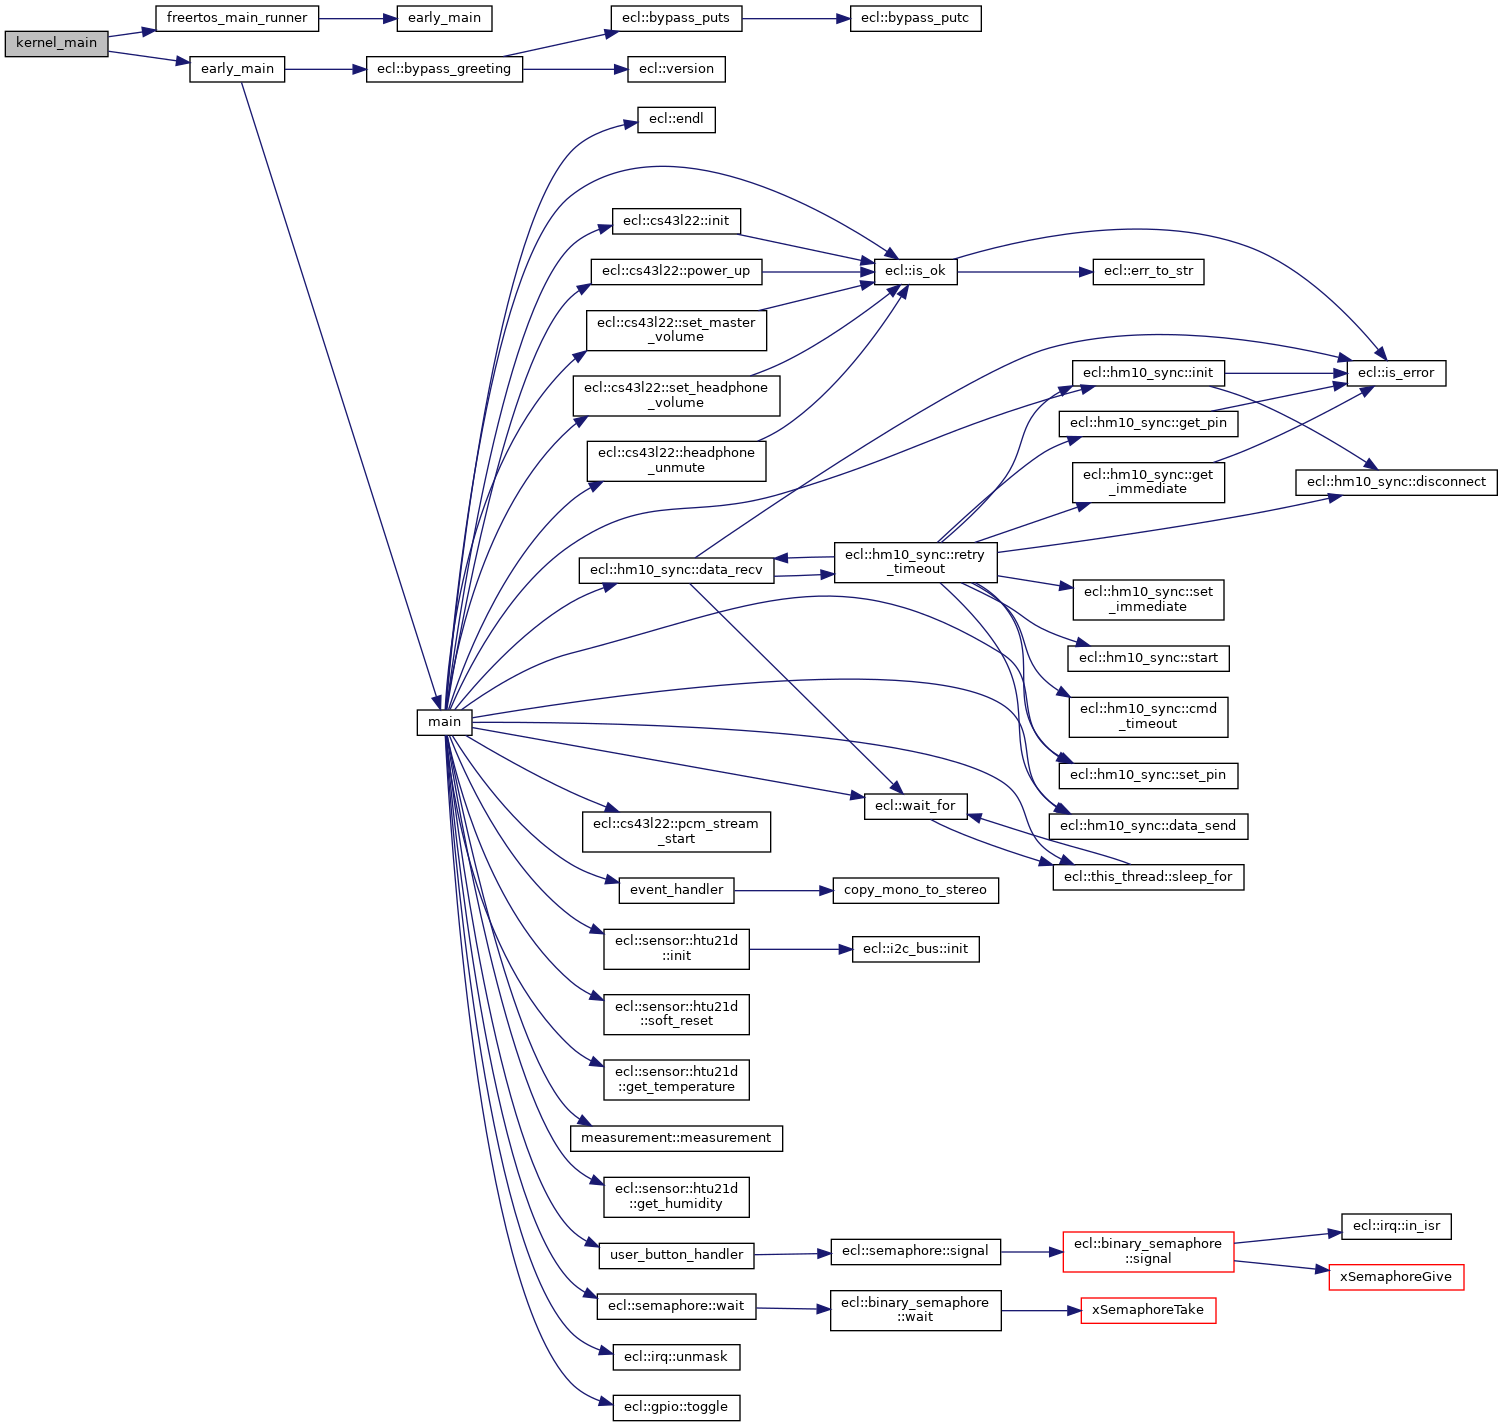 kernel_main
freertos_main_runner
early_main
early_main
ecl::bypass_greeting
ecl::bypass_puts
ecl::bypass_putc
ecl::version
main
ecl::endl
ecl::cs43l22::init
ecl::cs43l22::power_up
ecl::cs43l22::set_master
_volume
ecl::cs43l22::set_headphone
_volume
ecl::cs43l22::headphone
_unmute
ecl::is_ok
ecl::err_to_str
ecl::is_error
ecl::hm10_sync::init
ecl::hm10_sync::get_pin
ecl::hm10_sync::get
_immediate
ecl::hm10_sync::disconnect
ecl::hm10_sync::data_recv
ecl::hm10_sync::retry
_timeout
ecl::hm10_sync::set
_immediate
ecl::hm10_sync::start
ecl::hm10_sync::cmd
_timeout
ecl::hm10_sync::set_pin
ecl::hm10_sync::data_send
ecl::wait_for
ecl::this_thread::sleep_for
ecl::cs43l22::pcm_stream
_start
event_handler
copy_mono_to_stereo
ecl::sensor::htu21d
::init
ecl::i2c_bus::init
ecl::sensor::htu21d
::soft_reset
ecl::sensor::htu21d
::get_temperature
measurement::measurement
ecl::sensor::htu21d
::get_humidity
user_button_handler
ecl::semaphore::signal
ecl::binary_semaphore
::signal
ecl::irq::in_isr
xSemaphoreGive
ecl::semaphore::wait
ecl::binary_semaphore
::wait
xSemaphoreTake
ecl::irq::unmask
ecl::gpio::toggle